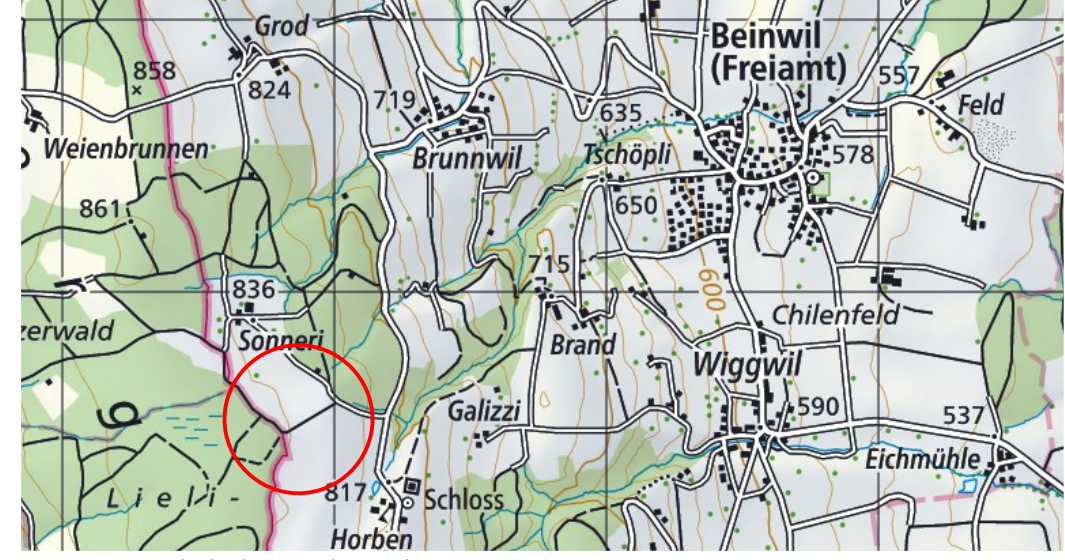 Grod
Beinwil
(Freiamt)
858
824
719
557
635
Feld
Weienbrunnen
Brunnwil
Tschöpli
578
861
650
715
600
836
zerwald
Sonneri
Brand
Chilenfeld
Wiggwil
g
Galizzi
590
537
Eichmühle
Lieli-
817
Schloss
Horben